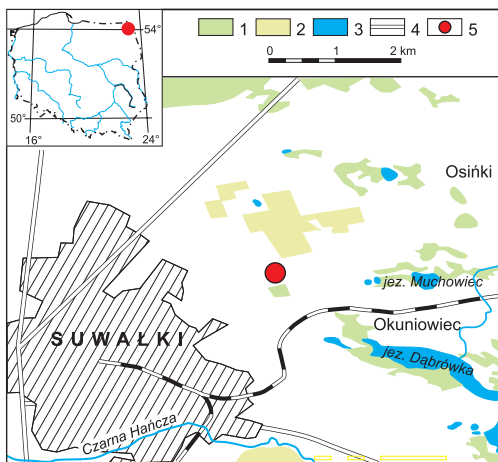 54°
50°
16°
24°
1 2 3 4 5
0 1 2 km
Osińki
jez. Muchowiec
Okuniowiec
SUWAŁKI
jez. Dąbrówka
Czarna Hańcza